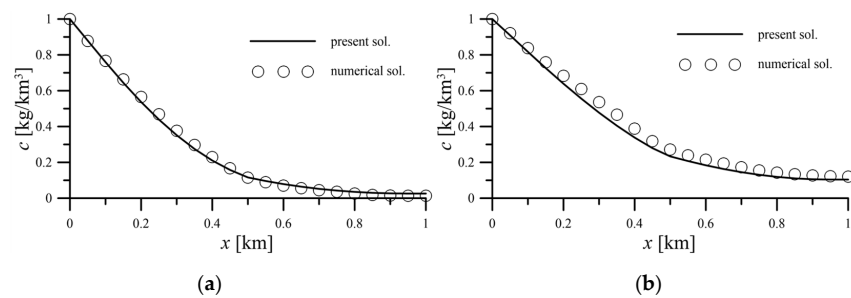 1
0.8
0.6
0.4
0.2
0
c [kg/km³]
present sol.
numerical sol.
0 0.2 0.4 0.6 0.8 1
x [km]
(a)
1
0.8
0.6
0.4
0.2
0
c [kg/km³]
present sol.
numerical sol.
0 0.2 0.4 0.6 0.8 1
x [km]
(b)